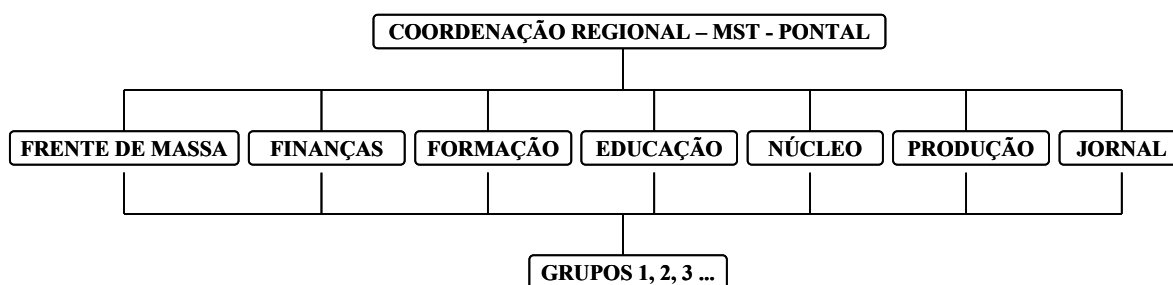 COORDENAÇÃO REGIONAL – MST - PONTAL
FRENTE DE MASSA
FINANÇAS
FORMAÇÃO
EDUCAÇÃO
NÚCLEO
PRODUÇÃO
JORNAL
GRUPOS 1, 2, 3 ...